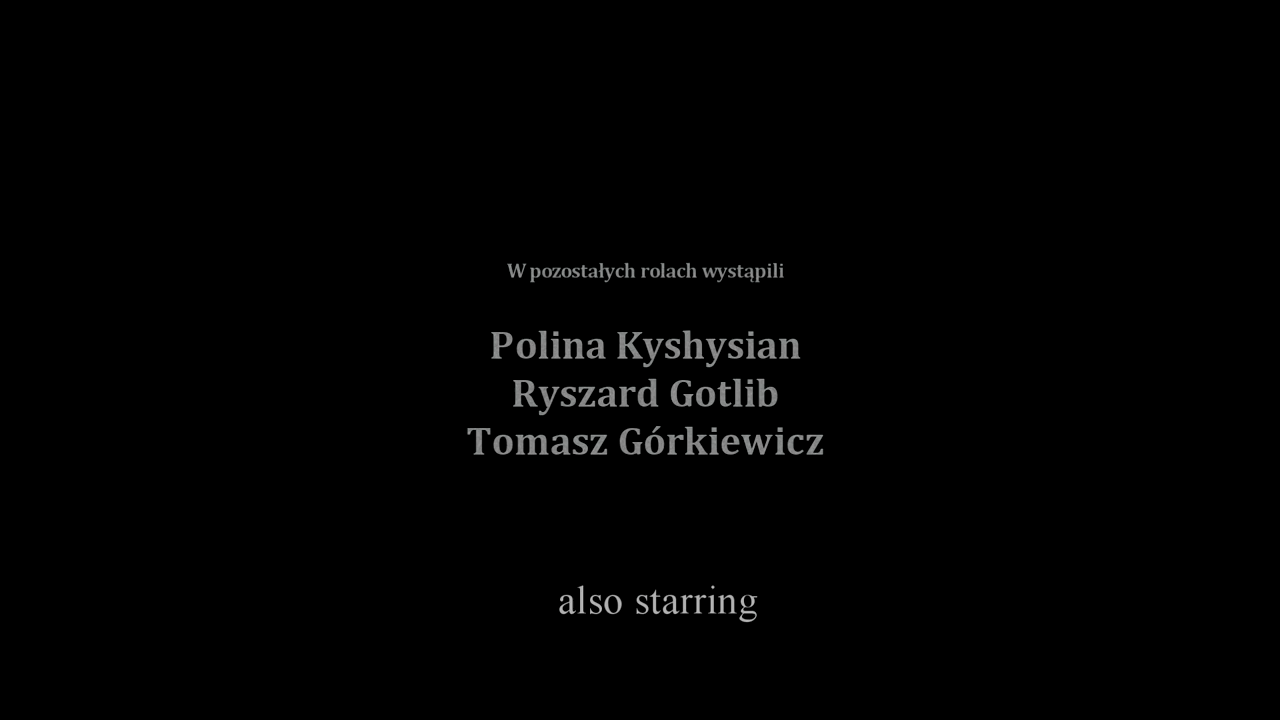 W pozostałych rolach wystąpili
Polina Kyshysian
Ryszard Gotlib
Tomasz Górkiewicz
also starring